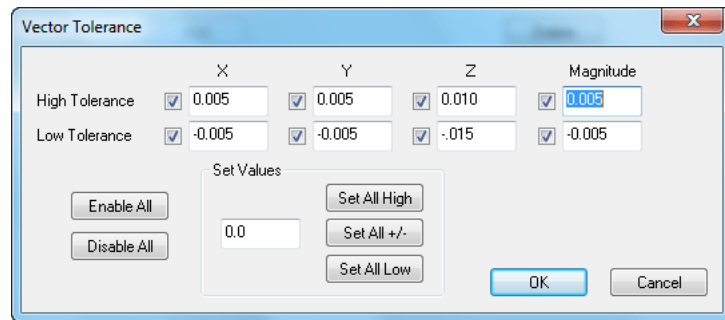 Vector Tolerance
X Y Z Magnitude
High Tolerance 0.005 0.005 0.010 0.005
Low Tolerance -0.005 -0.005 -.015 -0.005
Set Values
Enable All
Disable All
0.0
Set All High
Set All +/-
Set All Low
OK Cancel